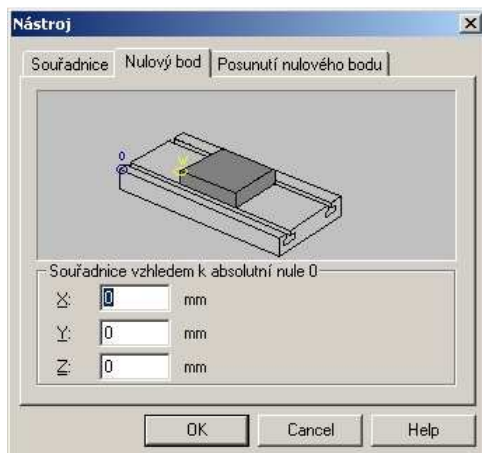 Nástroj
Souřadnice Nulový bod Posunutí nulového bodu
0
W
Souřadnice vzhledem k absolutní nule 0
X: 0 mm
Y: 0 mm
Z: 0 mm
OK Cancel Help